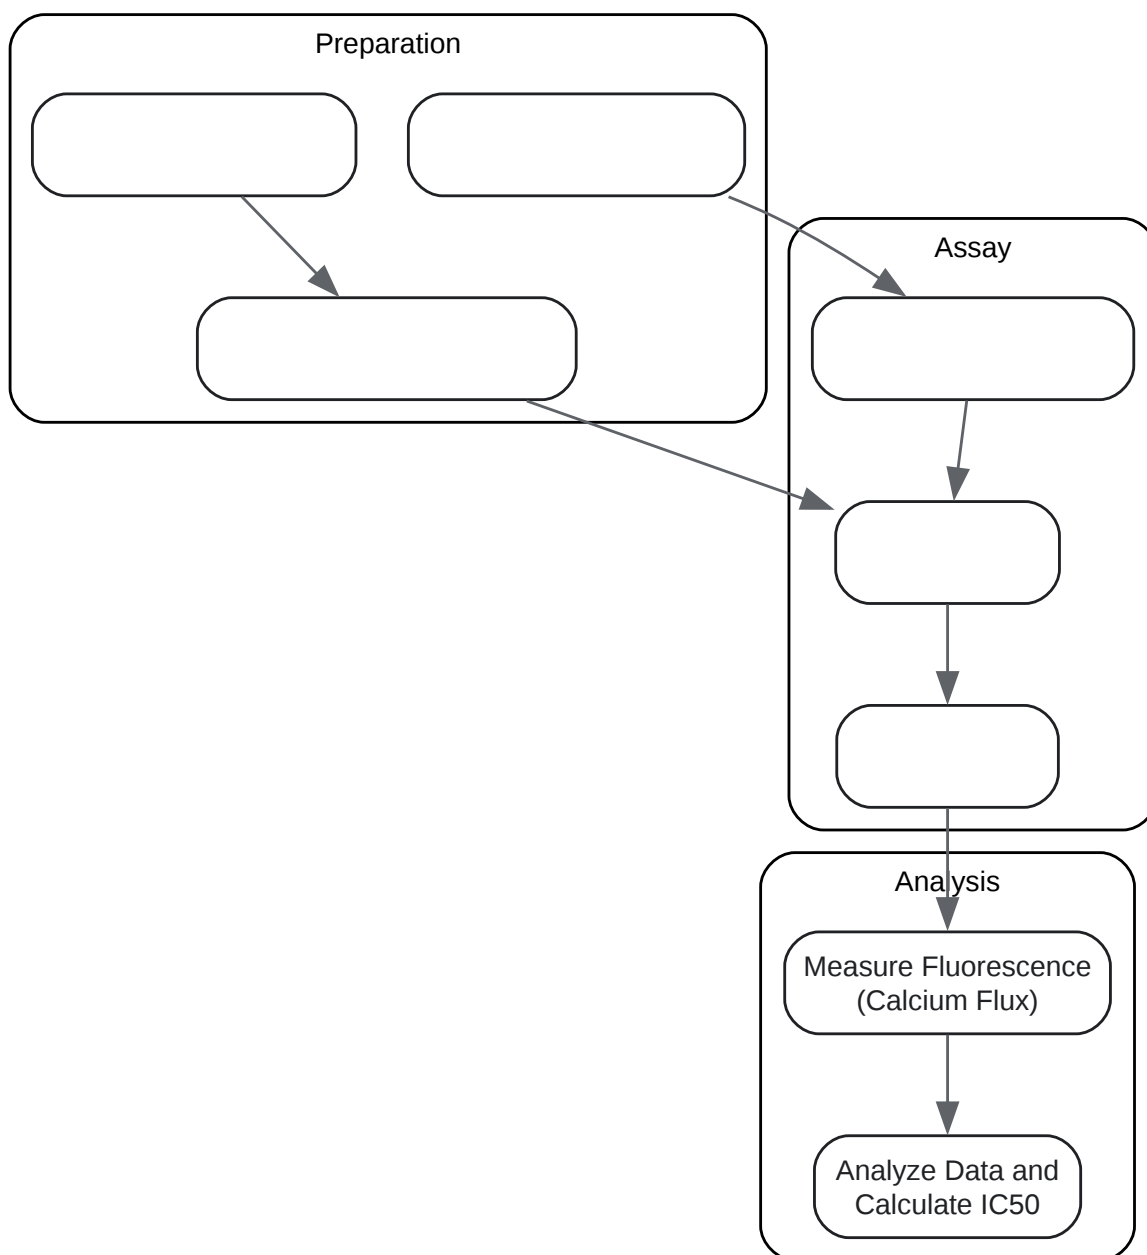 Preparation
Assay
Analysis
Measure Fluorescence
(Calcium Flux)
Analyze Data and
Calculate IC50